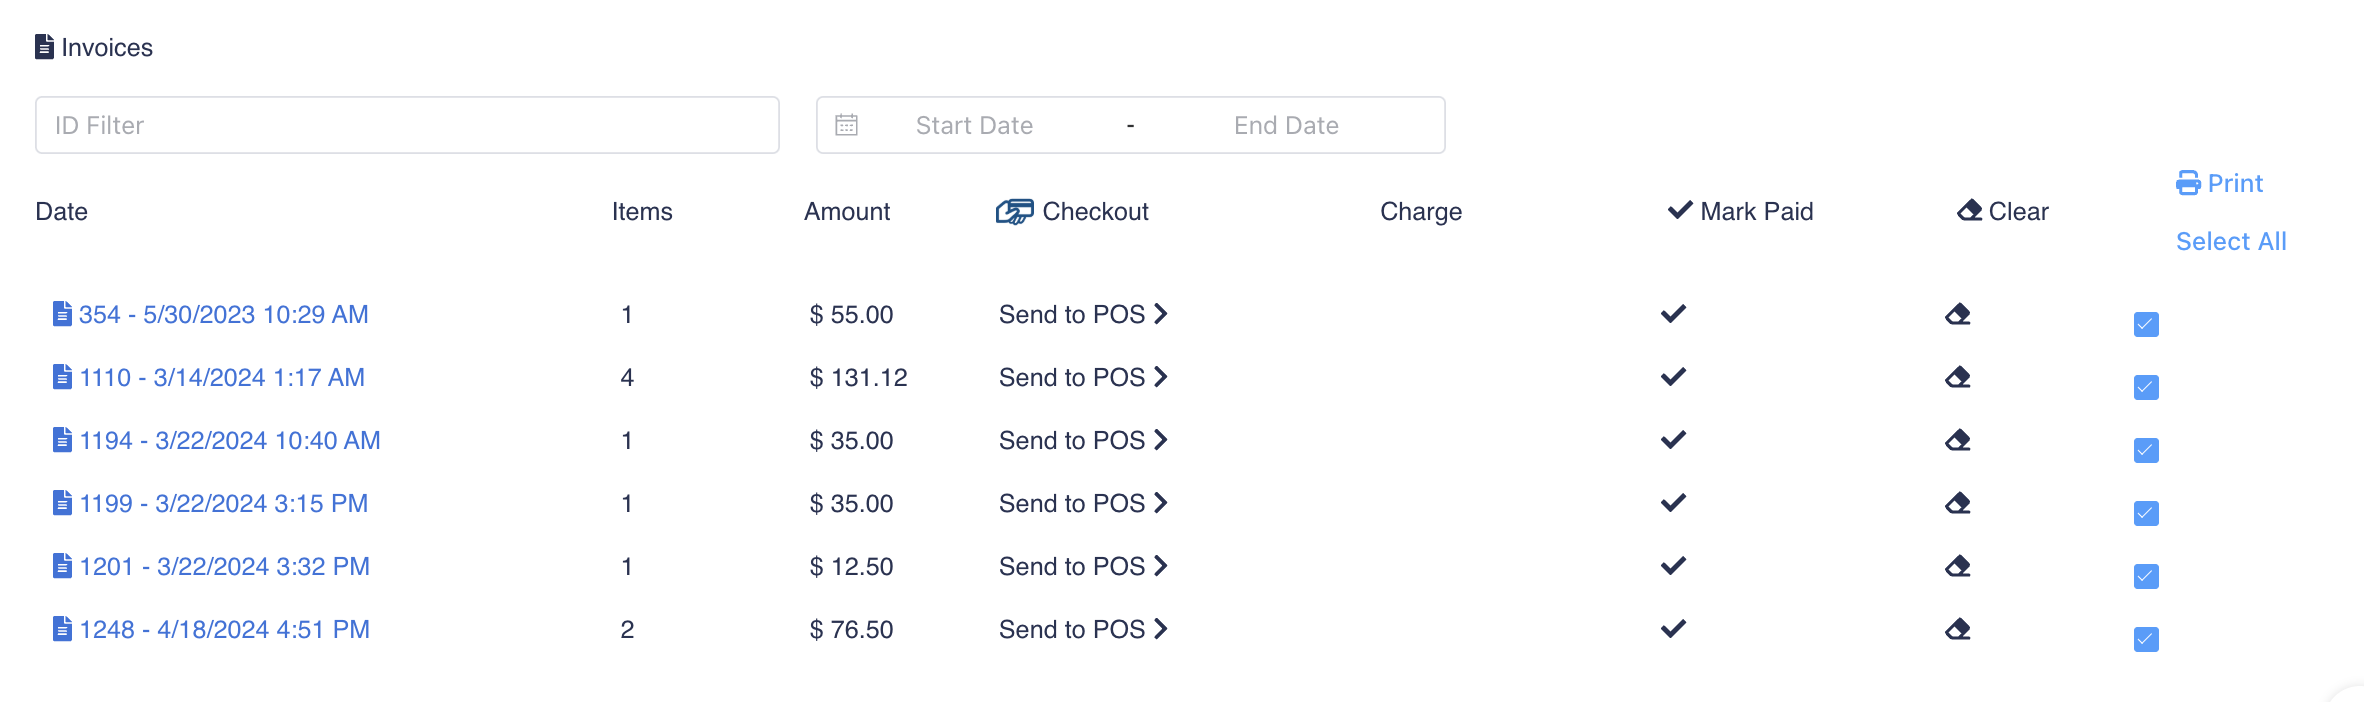 Invoices
ID Filter
Start Date - End Date
Print
Date Items Amount Checkout Charge Mark Paid Clear
Select All
354 - 5/30/2023 10:29 AM 1 $ 55.00 Send to POS
1110 - 3/14/2024 1:17 AM 4 $ 131.12 Send to POS
1194 - 3/22/2024 10:40 AM 1 $ 35.00 Send to POS
1199 - 3/22/2024 3:15 PM 1 $ 35.00 Send to POS
1201 - 3/22/2024 3:32 PM 1 $ 12.50 Send to POS
1248 - 4/18/2024 4:51 PM 2 $ 76.50 Send to POS